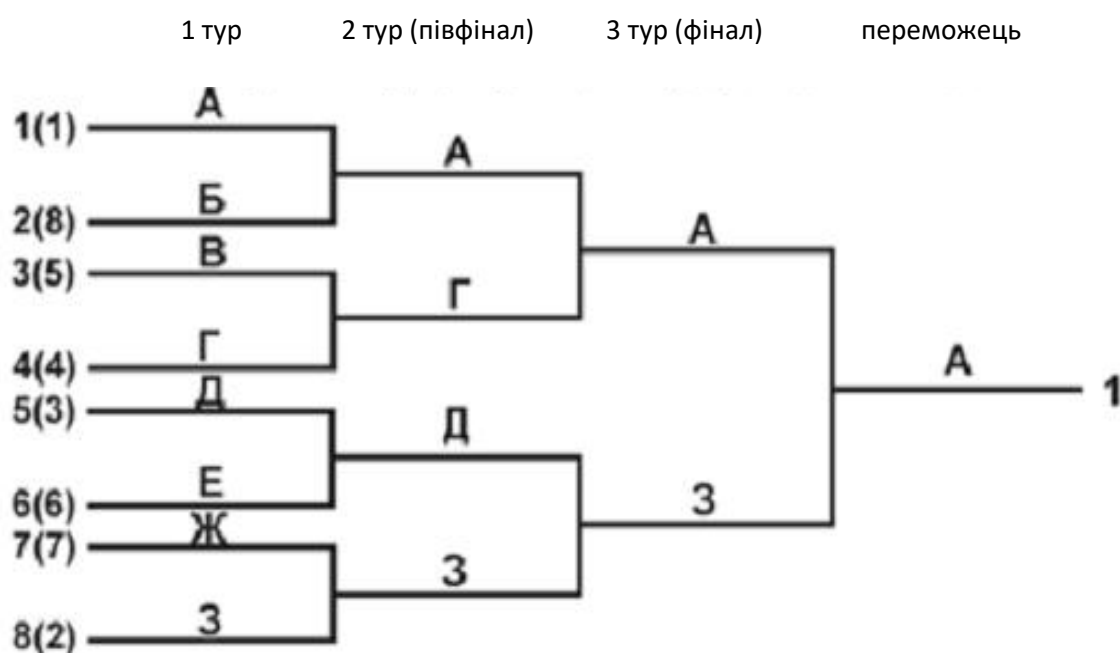 1 тур 2 тур (півфінал) 3 тур (фінал) переможець
А
1(1)
А
Б
2(8)
А
В
3(5)
Г
Г
4(4)
А 1
Д
5(3)
Д
Е
6(6)
З
Ж
7(7)
З
З
8(2)